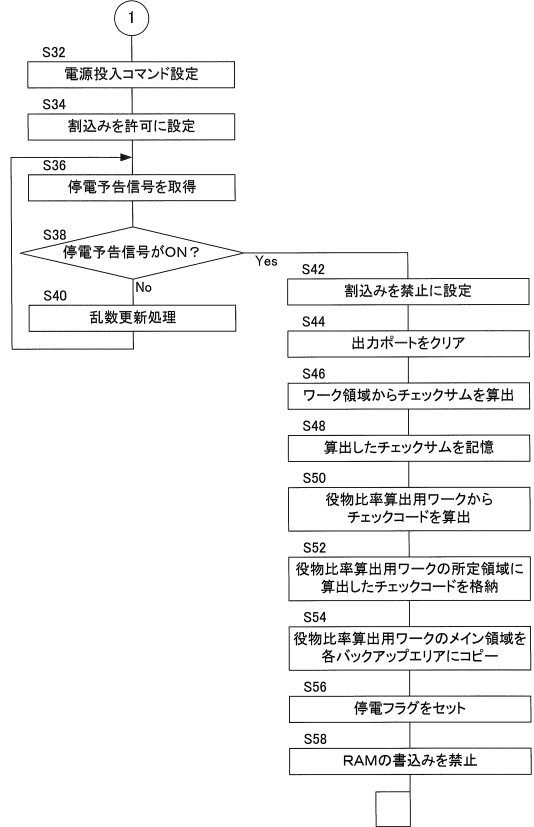 1
S32
電源投入コマンド設定
S34
割込みを許可に設定
S36
停電予告信号を取得
S38
停電予告信号がON？
Yes
No
S40
乱数更新処理
S42
割込みを禁止に設定
S44
出力ポートをクリア
S46
ワーク領域からチェックサムを算出
S48
算出したチェックサムを記憶
S50
役物比率算出用ワークから
チェックコードを算出
S52
役物比率算出用ワークの所定領域に
算出したチェックコードを格納
S54
役物比率算出用ワークのメイン領域を
各バックアップエリアにコピー
S56
停電フラグをセット
S58
RAMの書込みを禁止